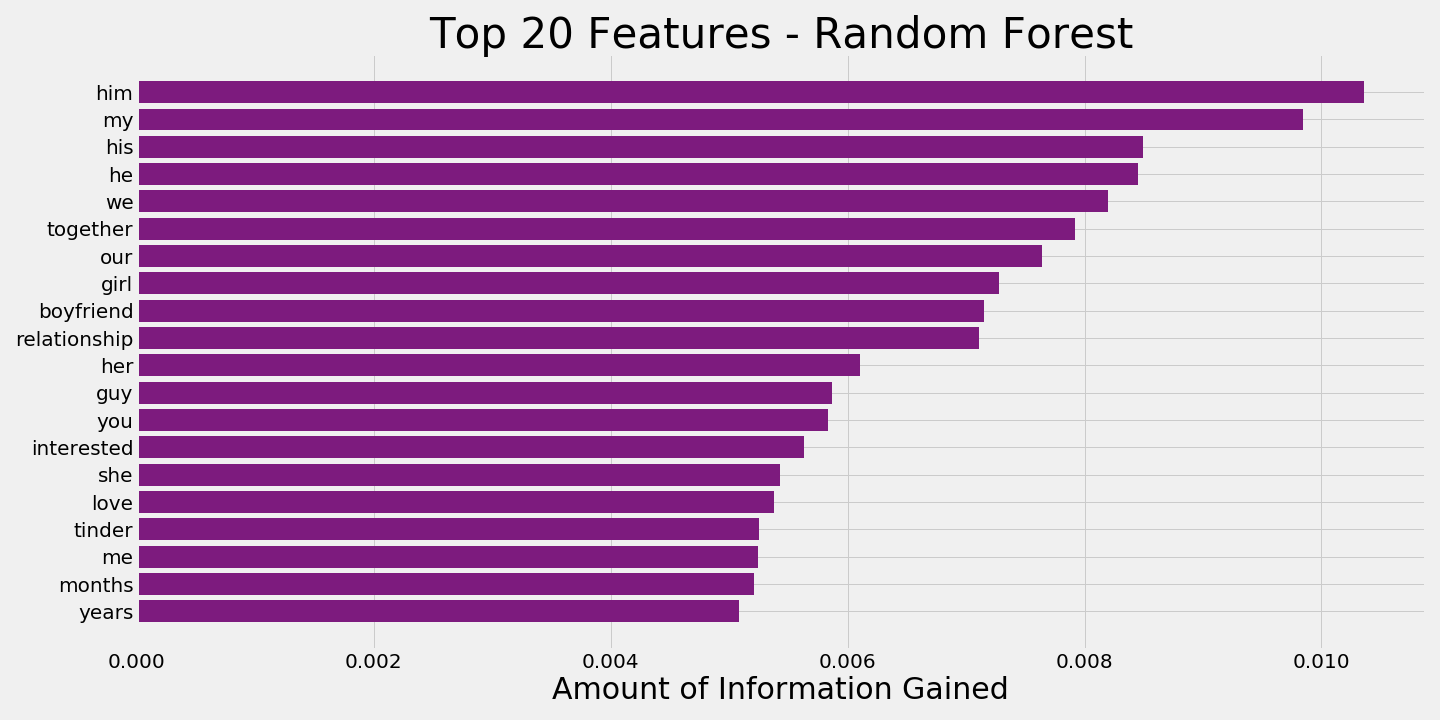 Top 20 Features - Random Forest
him
my
his
he
we
together
our
girl
boyfriend
relationship
her
guy
you
interested
she
love
tinder
me
months
years
0.000 0.002 0.004 0.006 0.008 0.010
Amount of Information Gained